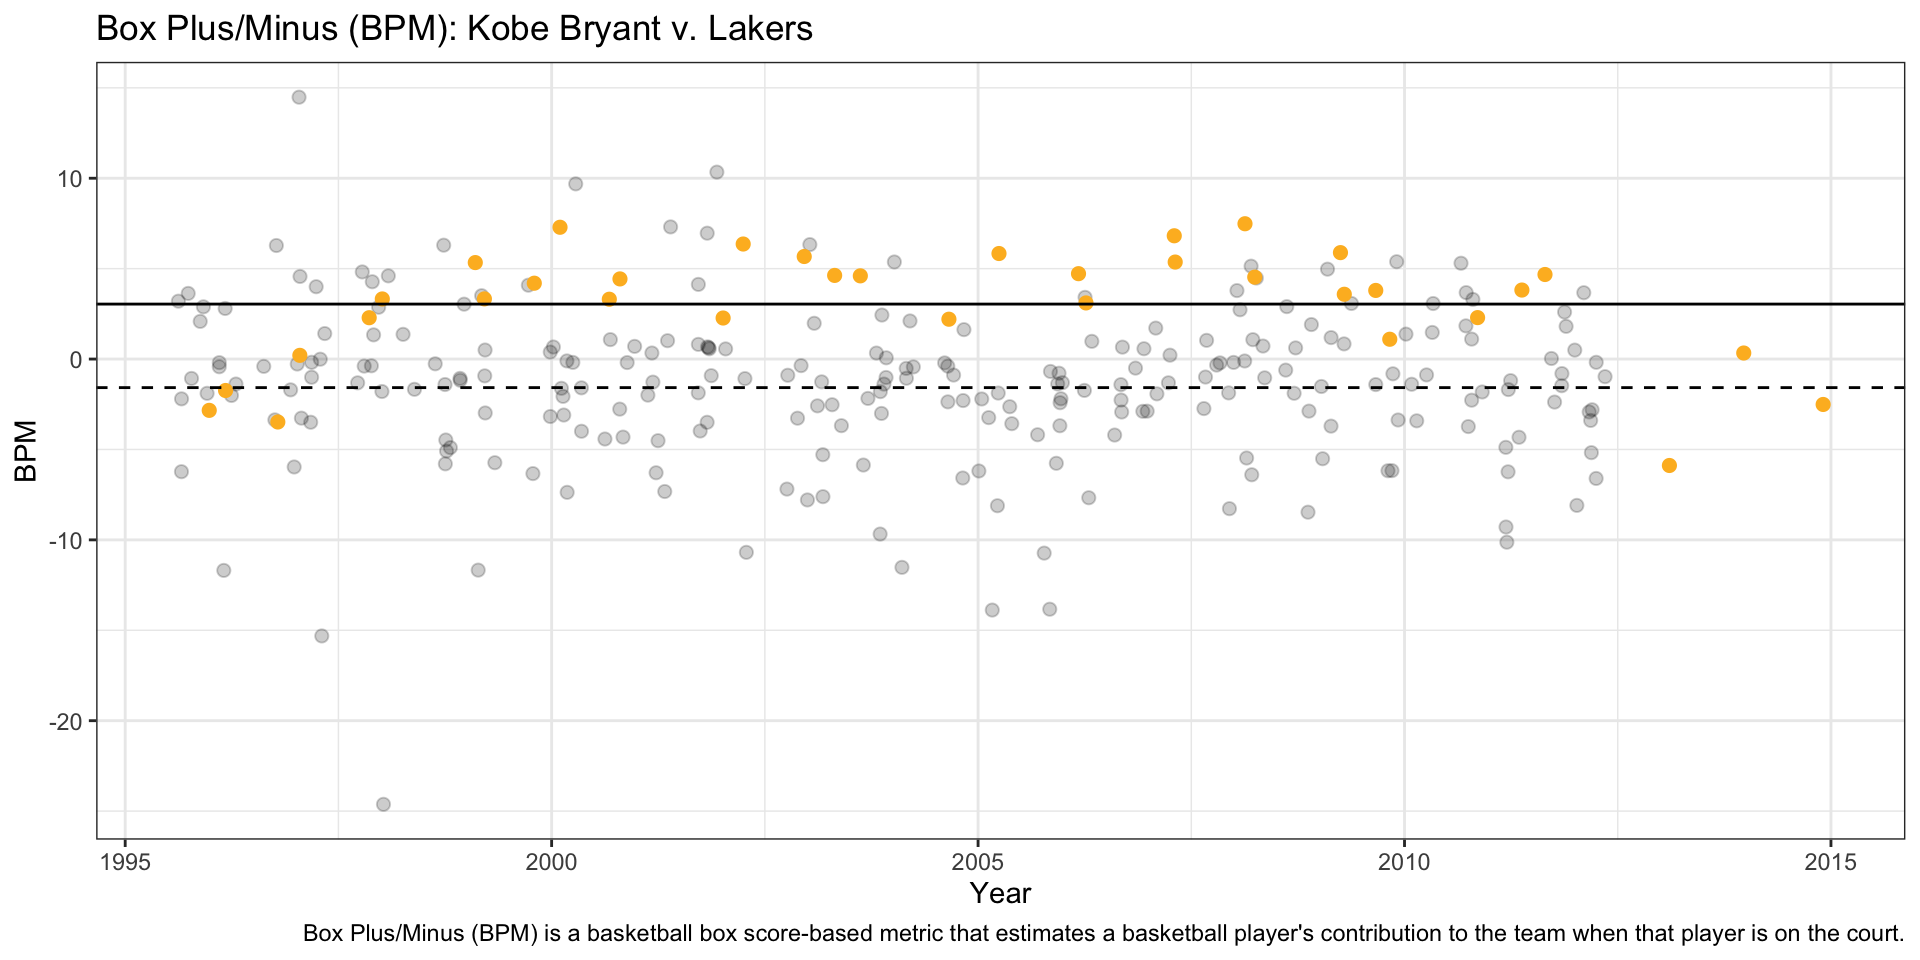 Box Plus/Minus (BPM): Kobe Bryant v. Lakers
BPM
10
0
-10
-20
1995
2000
2005
2010
2015
Year
Box Plus/Minus (BPM) is a basketball box score-based metric that estimates a basketball player's contribution to the team when that player is on the court.